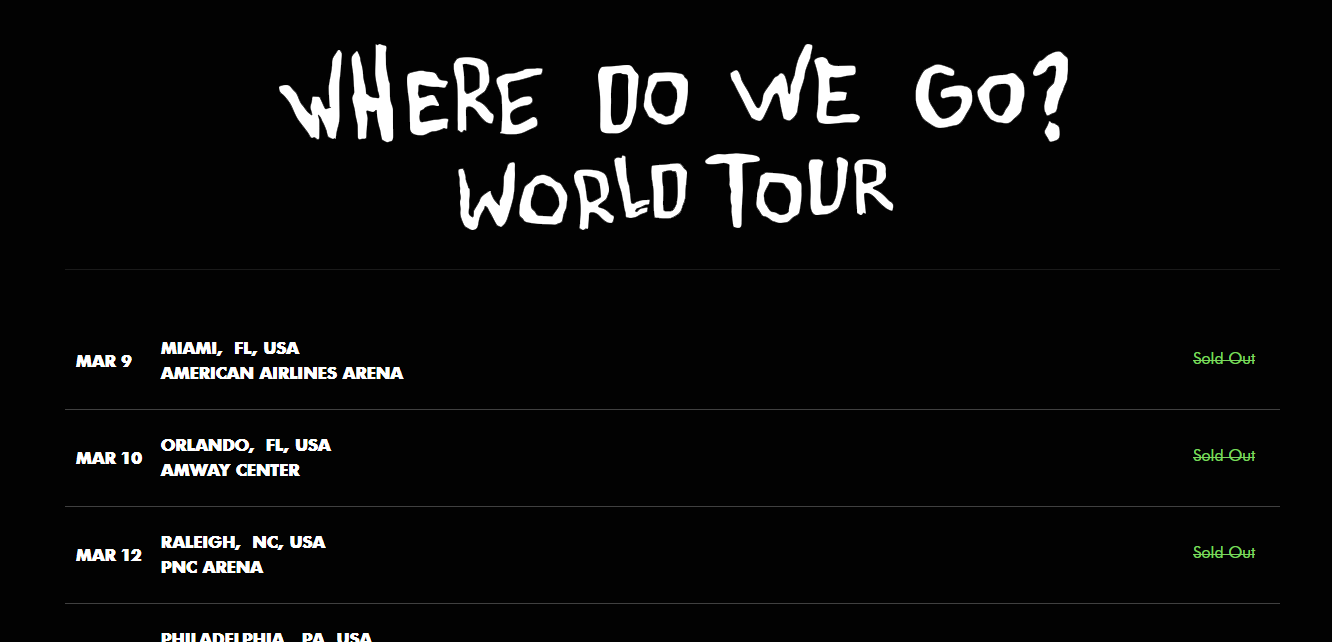 WHERE DO WE GO?
WORLD TOUR
MAR 9
MIAMI, FL, USA
AMERICAN AIRLINES ARENA
Sold Out
MAR 10
ORLANDO, FL, USA
AMWAY CENTER
Sold Out
MAR 12
RALEIGH, NC, USA
PNC ARENA
Sold Out
PHILADELPHIA, PA, USA